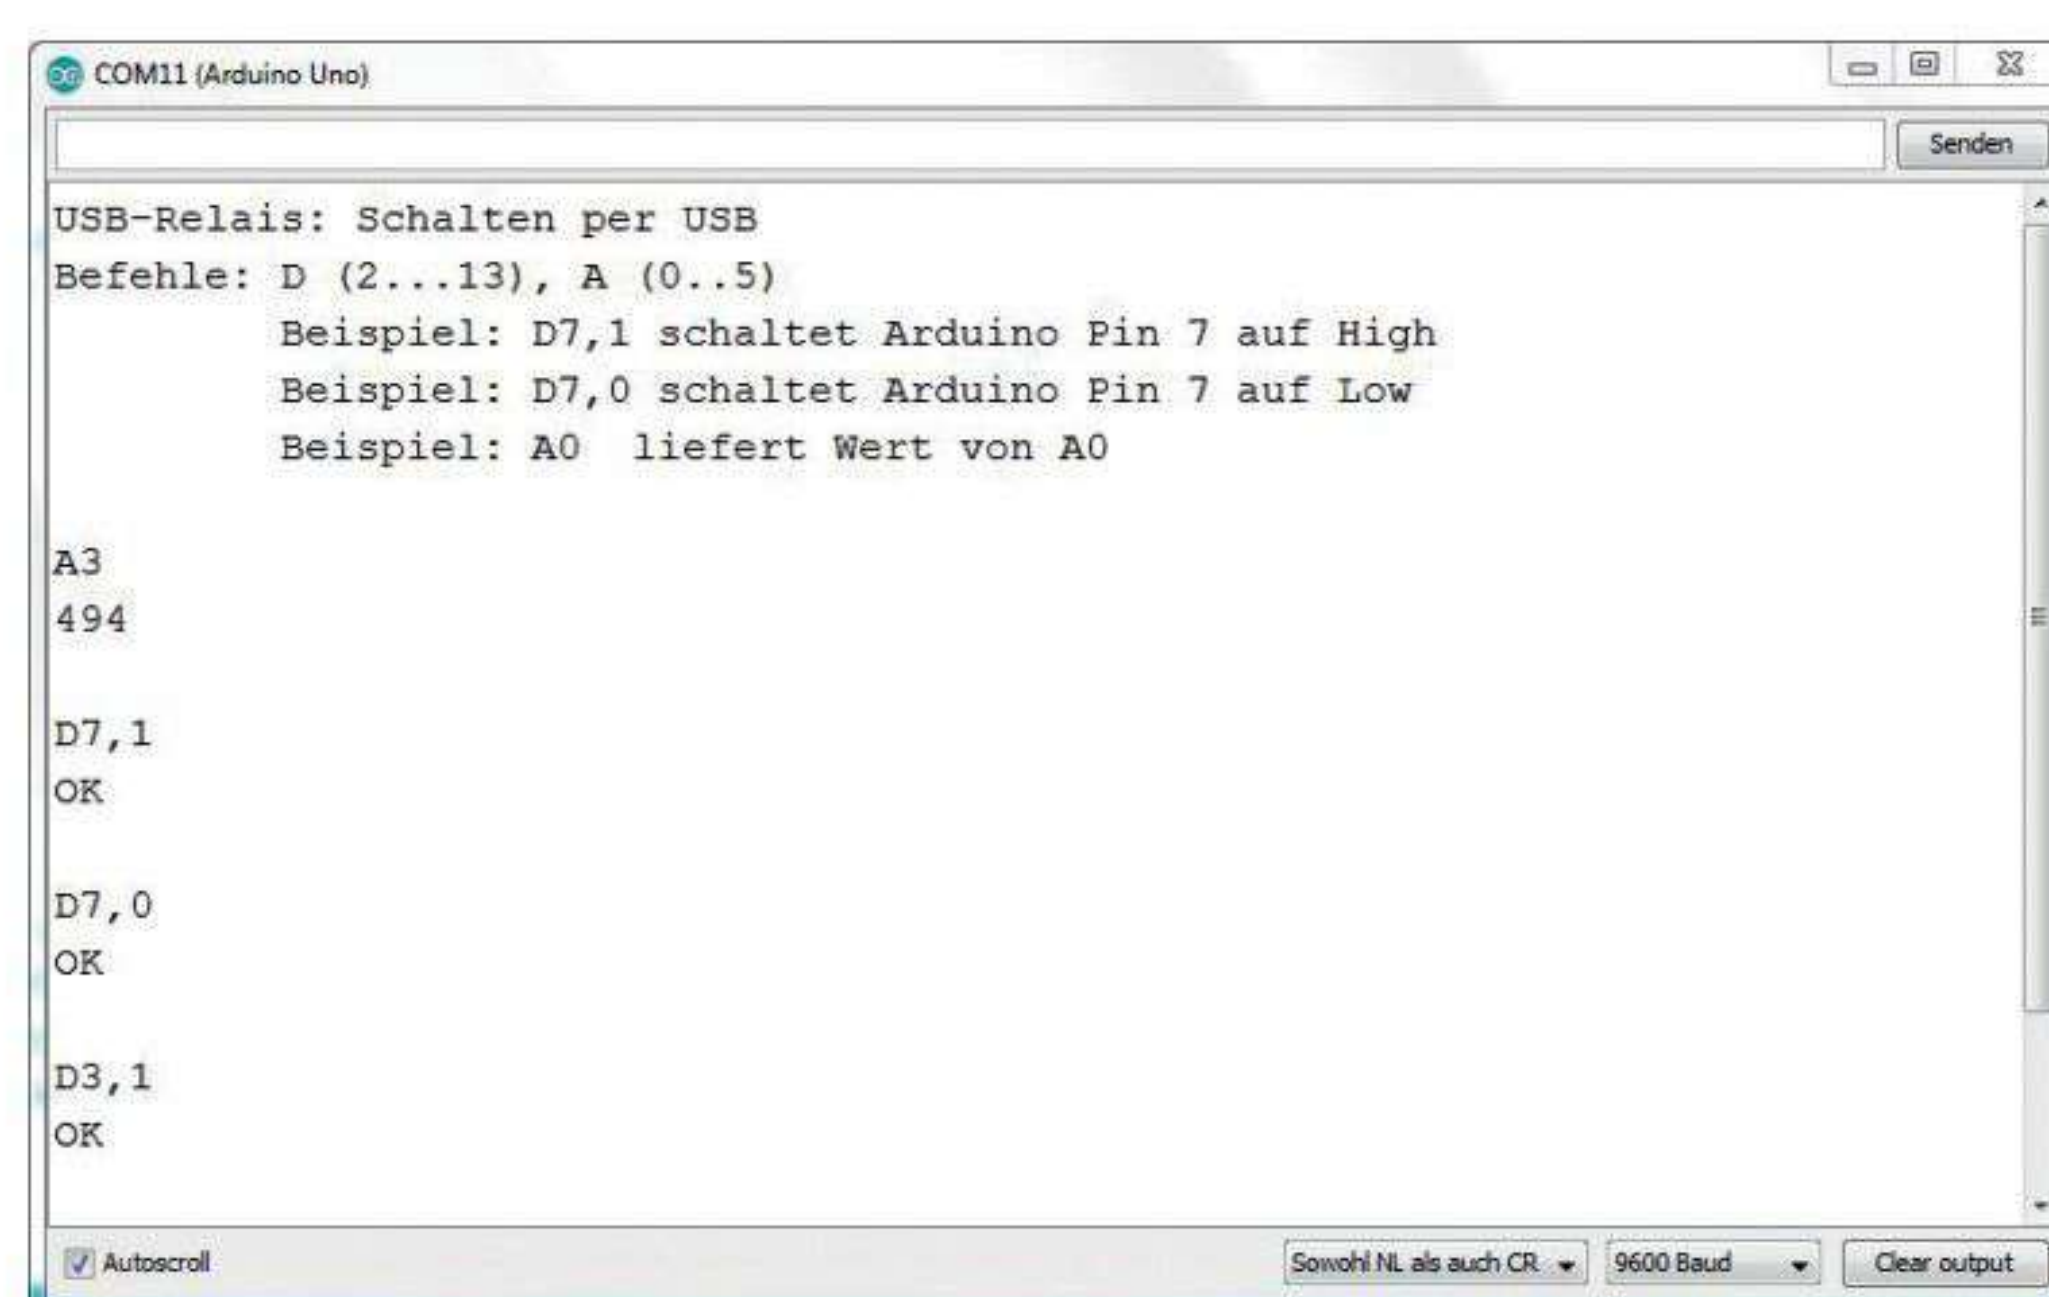 COM11 (Arduino Uno)
Senden
USB-Relais: Schalten per USB
Befehle: D (2...13), A (0..5)
Beispiel: D7,1 schaltet Arduino Pin 7 auf High
Beispiel: D7,0 schaltet Arduino Pin 7 auf Low
Beispiel: A0  liefert Wert von A0
A3
494
D7,1
OK
D7,0
OK
D3,1
OK
Autoscroll
Sowohl NL als auch CR
9600 Baud
Clear output